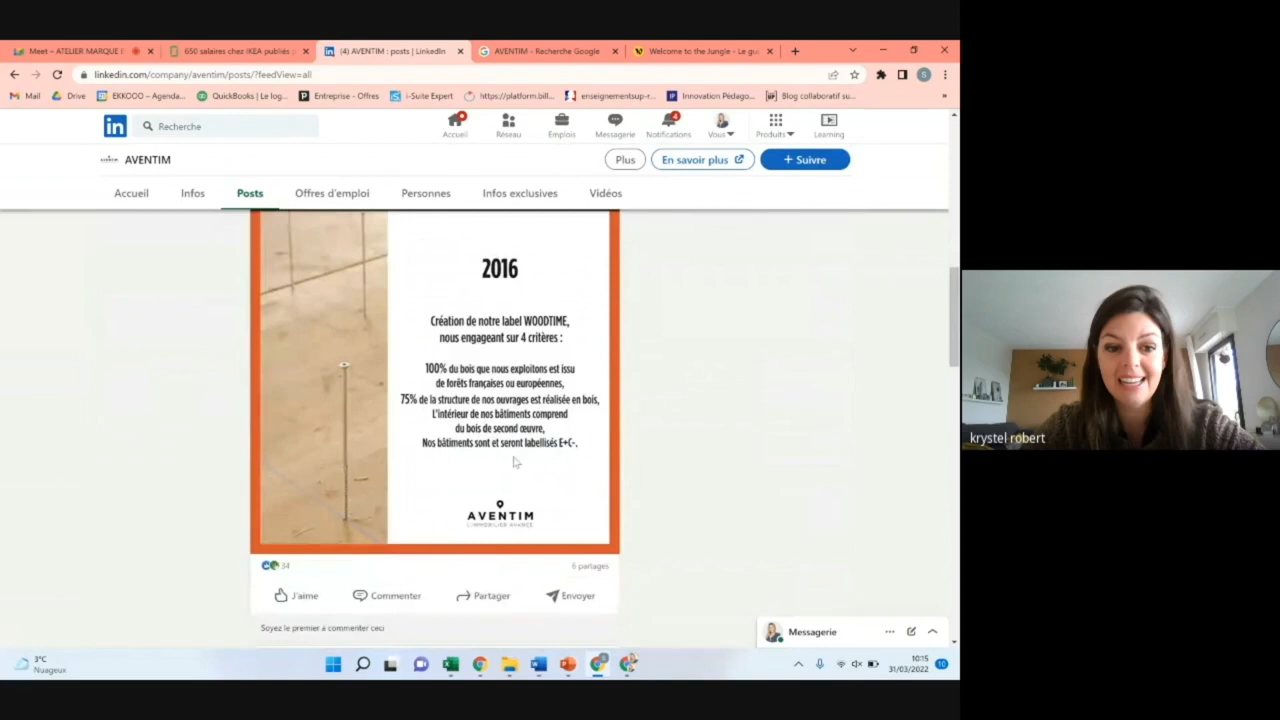 Meet – ATELIER MARQUE
650 salaires chez IKEA publiés
(4) AVENTIM : posts | LinkedIn
AVENTIM - Recherche Google
Welcome to the Jungle - Le gu
linkedin.com/company/aventim/posts/?feedView=all
Mail
Drive
EKKOOO – Agenda...
QuickBooks | Le log...
Entreprise - Offres
i-Suite Expert
https://platform.bill...
enseignementsup-r...
Innovation Pédago...
Blog collaboratif su...
»
in
Recherche
Accueil
Réseau
Emplois
Messagerie
Notifications
4
Vous
Produits
Learning
AVENTIM
Plus
En savoir plus
+ Suivre
Accueil
Infos
Posts
Offres d'emploi
Personnes
Infos exclusives
Vidéos
2016
Création de notre label WOODTIME,
nous engageant sur 4 critères :
100% du bois que nous exploitons est issu
de forêts françaises ou européennes,
75% de la structure de nos ouvrages est réalisée en bois,
L'intérieur de nos bâtiments comprend
du bois de second œuvre,
Nos bâtiments sont et seront labellisés E+C-.
AVENTIM
L'IMMOBILIER AVANCE
34
6 partages
J'aime
Commenter
Partager
Envoyer
Soyez le premier à commenter ceci
Messagerie
krystel robert
3°C
Nuageux
10:15
31/03/2022
10